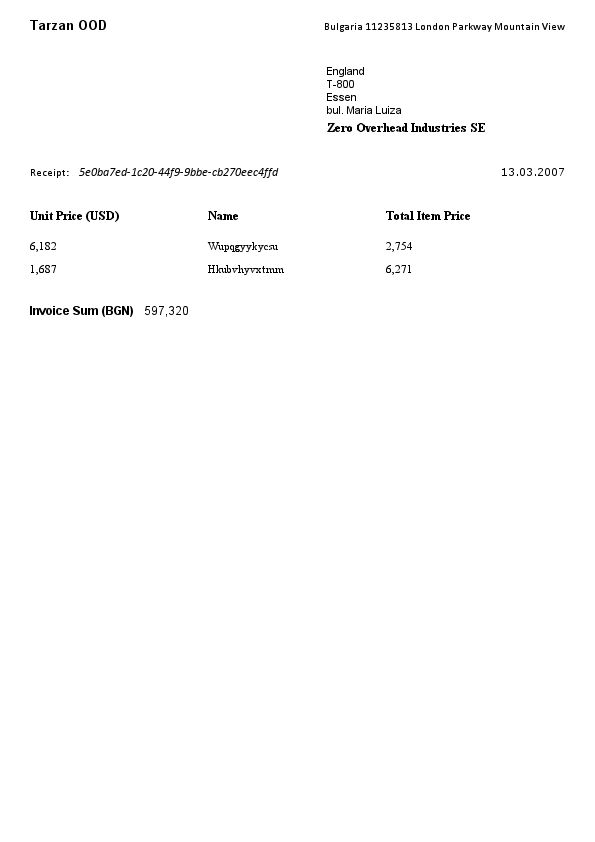 Tarzan OOD Bulgaria 11235813 London Parkway Mountain View
England
T-800
Essen
bul. Maria Luiza
Zero Overhead Industries SE
Receipt: 5e0ba7ed-1c20-44f9-9bbe-cb270eec4ffd 13.03.2007
Unit Price (USD) Name Total Item Price
6,182 Wupqgyykycsu 2,754
1,687 Hkubvhyvxtmm 6,271
Invoice Sum (BGN) 597,320